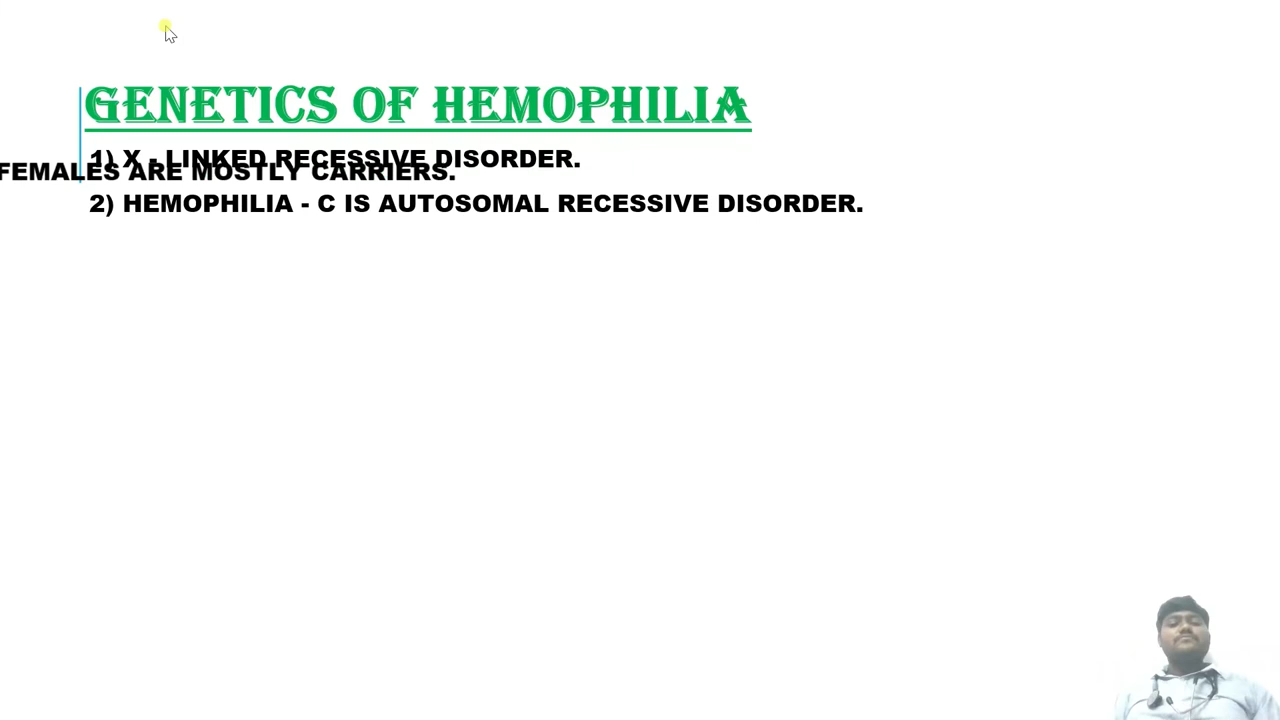 GENETICS OF HEMOPHILIA
1) X - LINKED RECESSIVE DISORDER.
FEMALES ARE MOSTLY CARRIERS.
2) HEMOPHILIA - C IS AUTOSOMAL RECESSIVE DISORDER.